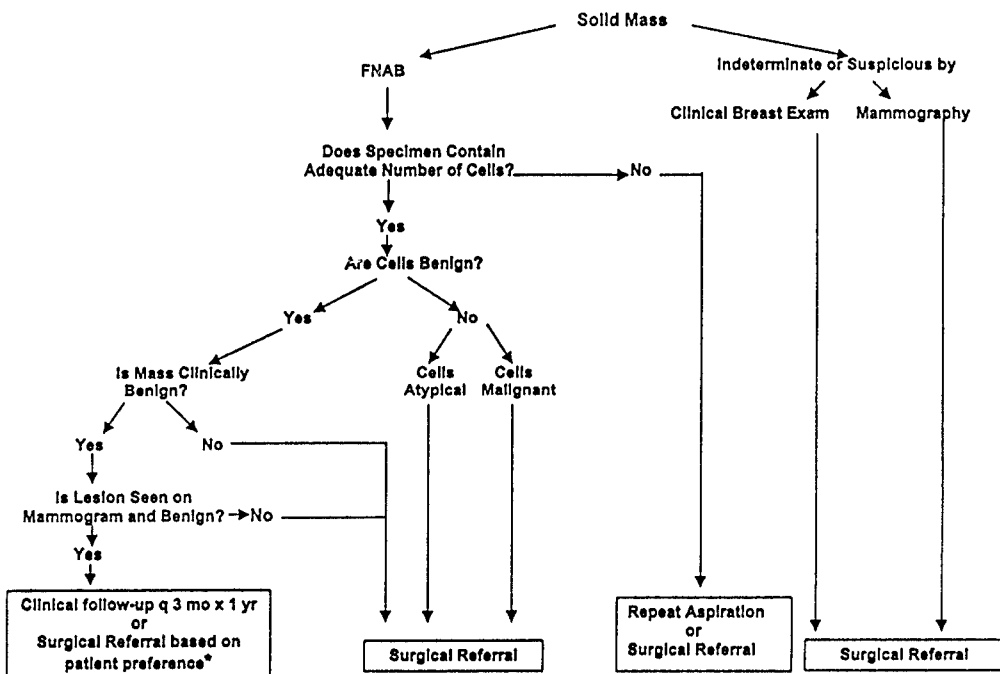 Solid Mass
FNAB
Indeterminate or Suspicious by
Clinical Breast Exam
Mammography
Does Specimen Contain
Adequate Number of Cells?
No
Yes
Are Cells Benign?
Yes
No
Is Mass Clinically
Benign?
Cells
Atypical
Cells
Malignant
Yes
No
Is Lesion Seen on
Mammogram and Benign?
No
Yes
Clinical follow-up q 3 mo x 1 yr
or
Surgical Referral based on
patient preference*
Surgical Referral
Repeat Aspiration
or
Surgical Referral
Surgical Referral